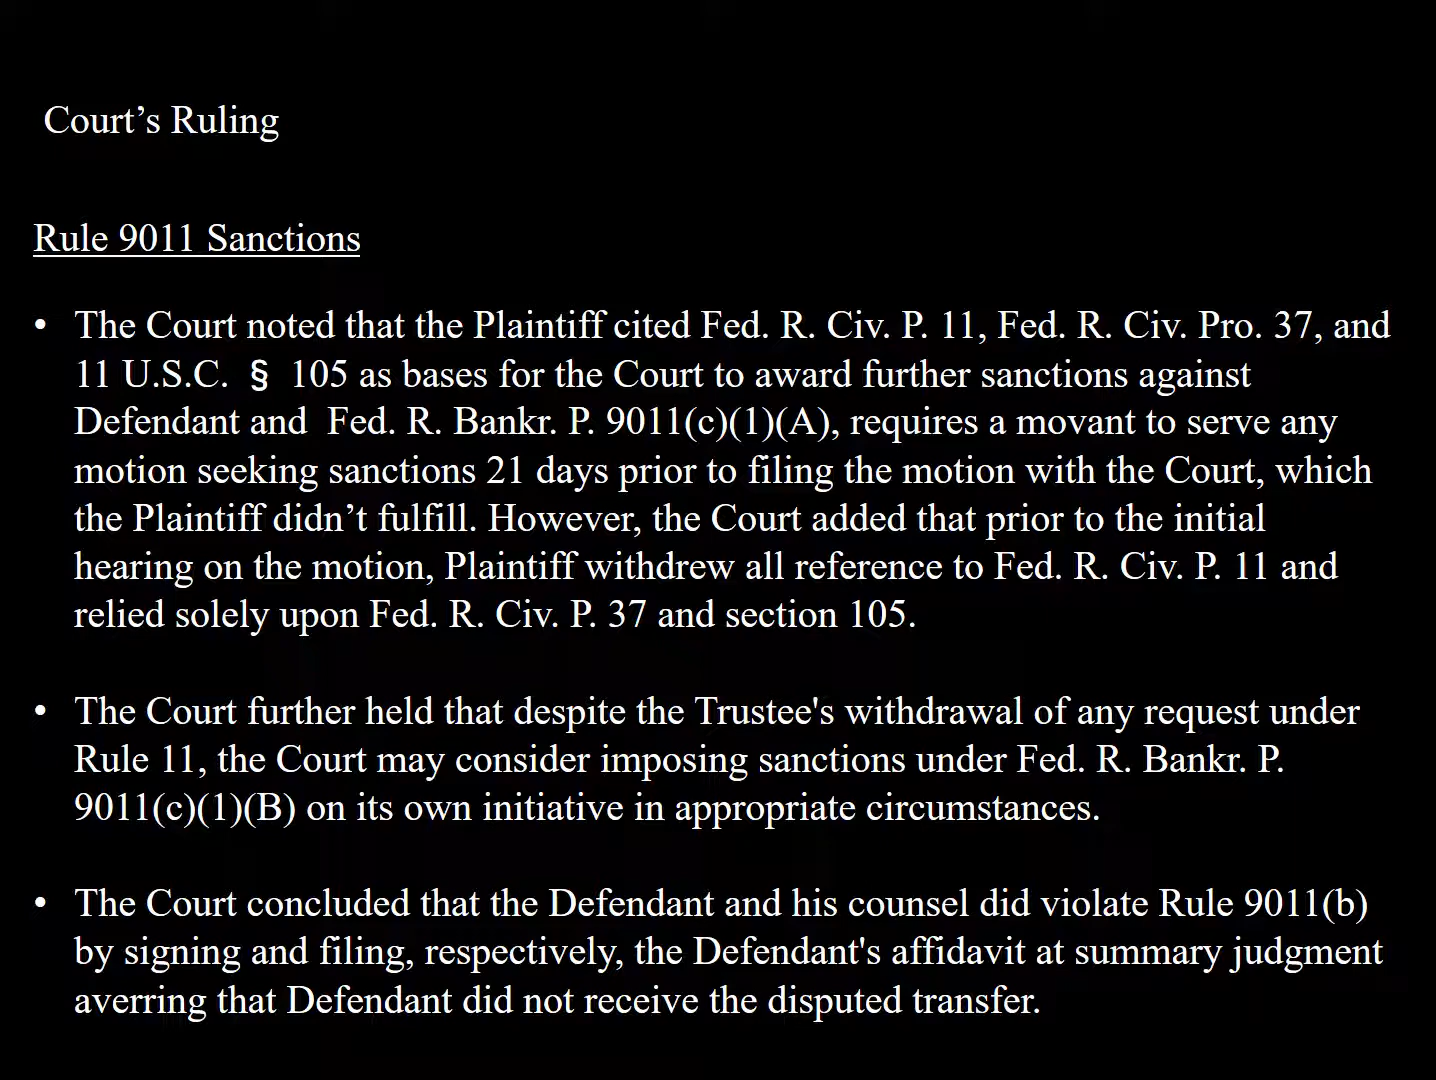 Court’s Ruling
Rule 9011 Sanctions
• The Court noted that the Plaintiff cited Fed. R. Civ. P. 11, Fed. R. Civ. Pro. 37, and
11 U.S.C. § 105 as bases for the Court to award further sanctions against
Defendant and Fed. R. Bankr. P. 9011(c)(1)(A), requires a movant to serve any
motion seeking sanctions 21 days prior to filing the motion with the Court, which
the Plaintiff didn’t fulfill. However, the Court added that prior to the initial
hearing on the motion, Plaintiff withdrew all reference to Fed. R. Civ. P. 11 and
relied solely upon Fed. R. Civ. P. 37 and section 105.
• The Court further held that despite the Trustee's withdrawal of any request under
Rule 11, the Court may consider imposing sanctions under Fed. R. Bankr. P.
9011(c)(1)(B) on its own initiative in appropriate circumstances.
• The Court concluded that the Defendant and his counsel did violate Rule 9011(b)
by signing and filing, respectively, the Defendant's affidavit at summary judgment
averring that Defendant did not receive the disputed transfer.